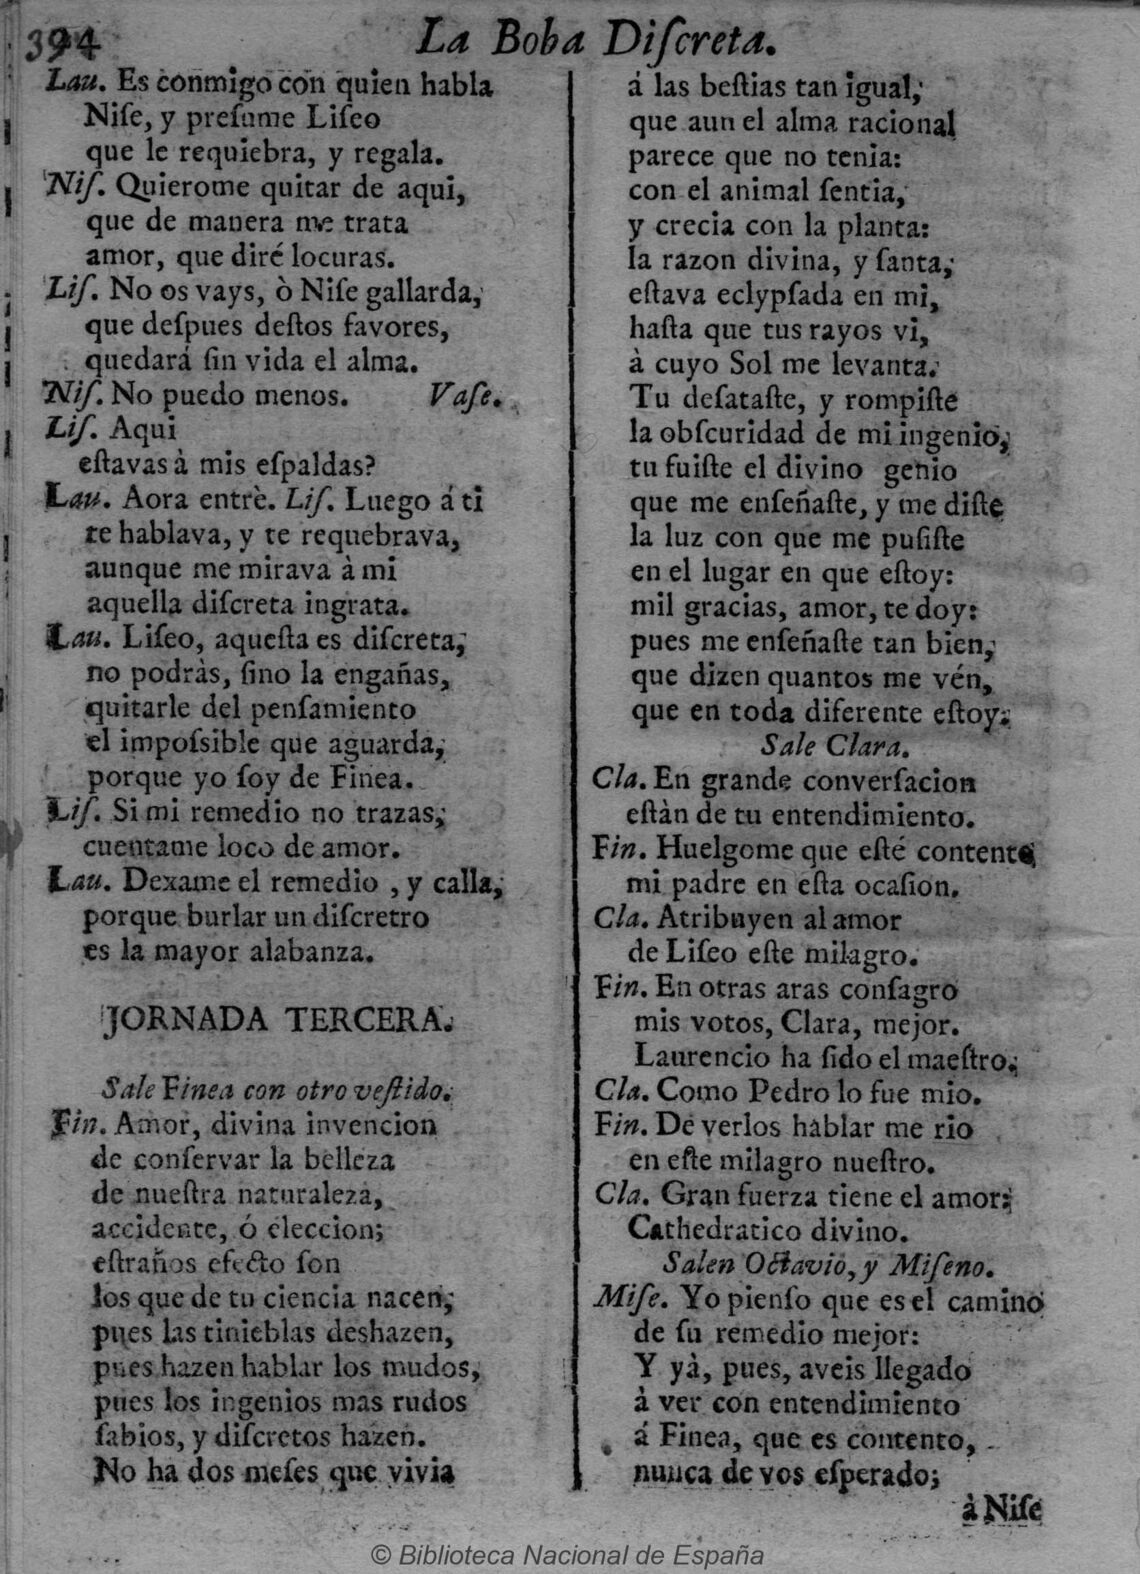 394
La Boba Diſcreta.
Lau. Es conmigo con quien habla
Niſe, y preſume Liſeo
que le requiebra, y regala.
Niſ. Quierome quitar de aqui,
que de manera me trata
amor, que diré locuras.
Liſ. No os vays, ò Niſe gallarda,
que deſpues deſtos favores,
quedará ſin vida el alma.
Niſ. No puedo menos. Vaſe.
Liſ. Aqui
eſtavas à mis eſpaldas?
Lau. Aora entrè. Liſ. Luego á ti
te hablava, y te requebrava,
aunque me mirava à mi
aquella diſcreta ingrata.
Lau. Liſeo, aqueſta es diſcreta,
no podràs, ſino la engañas,
quitarle del penſamiento
el impoſsible que aguarda,
porque yo ſoy de Finea.
Liſ. Si mi remedio no trazas,
cuentame loco de amor.
Lau. Dexame el remedio , y calla,
porque burlar un diſcretro
es la mayor alabanza.
JORNADA TERCERA.
Sale Finea con otro veſtido.
Fin. Amor, divina invencion
de conſervar la belleza
de nueſtra naturaleza,
accidente, ó eleccion;
eſtraños efecto ſon
los que de tu ciencia nacen,
pues las tinieblas deshazen,
pues hazen hablar los mudos,
pues los ingenios mas rudos
ſabios, y diſcretos hazen.
No ha dos meſes que vivia
á las beſtias tan igual,
que aun el alma racional
parece que no tenia:
con el animal ſentia,
y crecia con la planta:
la razon divina, y ſanta,
eſtava eclypſada en mi,
haſta que tus rayos vi,
à cuyo Sol me levanta.
Tu deſataſte, y rompiſte
la obſcuridad de mi ingenio,
tu fuiſte el divino genio
que me enſeñaſte, y me diſte
la luz con que me puſiſte
en el lugar en que eſtoy:
mil gracias, amor, te doy:
pues me enſeñaſte tan bien,
que dizen quantos me vén,
que en toda diferente eſtoy.
Sale Clara.
Cla. En grande converſacion
eſtàn de tu entendimiento.
Fin. Huelgome que eſté contento
mi padre en eſta ocaſion.
Cla. Atribuyen al amor
de Liſeo eſte milagro.
Fin. En otras aras conſagro
mis votos, Clara, mejor.
Laurencio ha ſido el maeſtro.
Cla. Como Pedro lo fue mio.
Fin. De verlos hablar me rio
en eſte milagro nueſtro.
Cla. Gran fuerza tiene el amor:
Cathedratico divino.
Salen Octavio, y Miſeno.
Miſe. Yo pienſo que es el camino
de ſu remedio mejor:
Y yà, pues, aveis llegado
à ver con entendimiento
á Finea, que es contento,
nunca de vos eſperado;
à Niſe
© Biblioteca Nacional de España